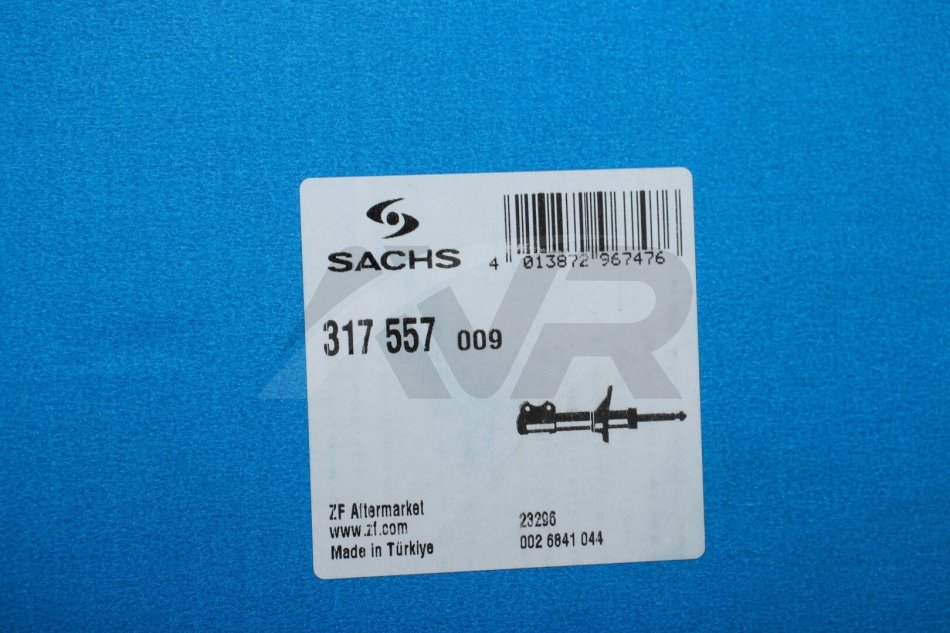 SACHS
4 013872 967476
317 557 009
ZF Aftermarket
www.zf.com
Made in Türkiye
23296
002 6841 044
AVR